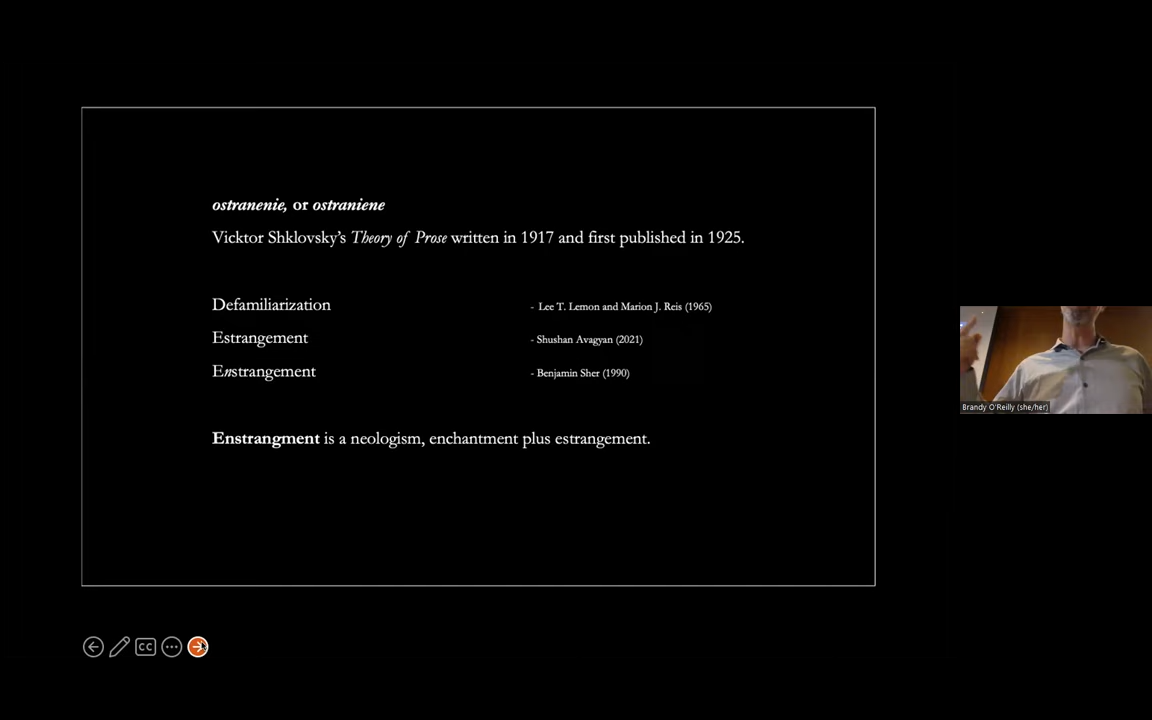 ostranenie, or ostraniene
Vicktor Shklovsky's Theory of Prose written in 1917 and first published in 1925.
Defamiliarization - Lee T. Lemon and Marion J. Reis (1965)
Estrangement - Shushan Avagyan (2021)
Enstrangement - Benjamin Sher (1990)
Enstrangment is a neologism, enchantment plus estrangement.
Brandy O'Reilly (she/her)
CC